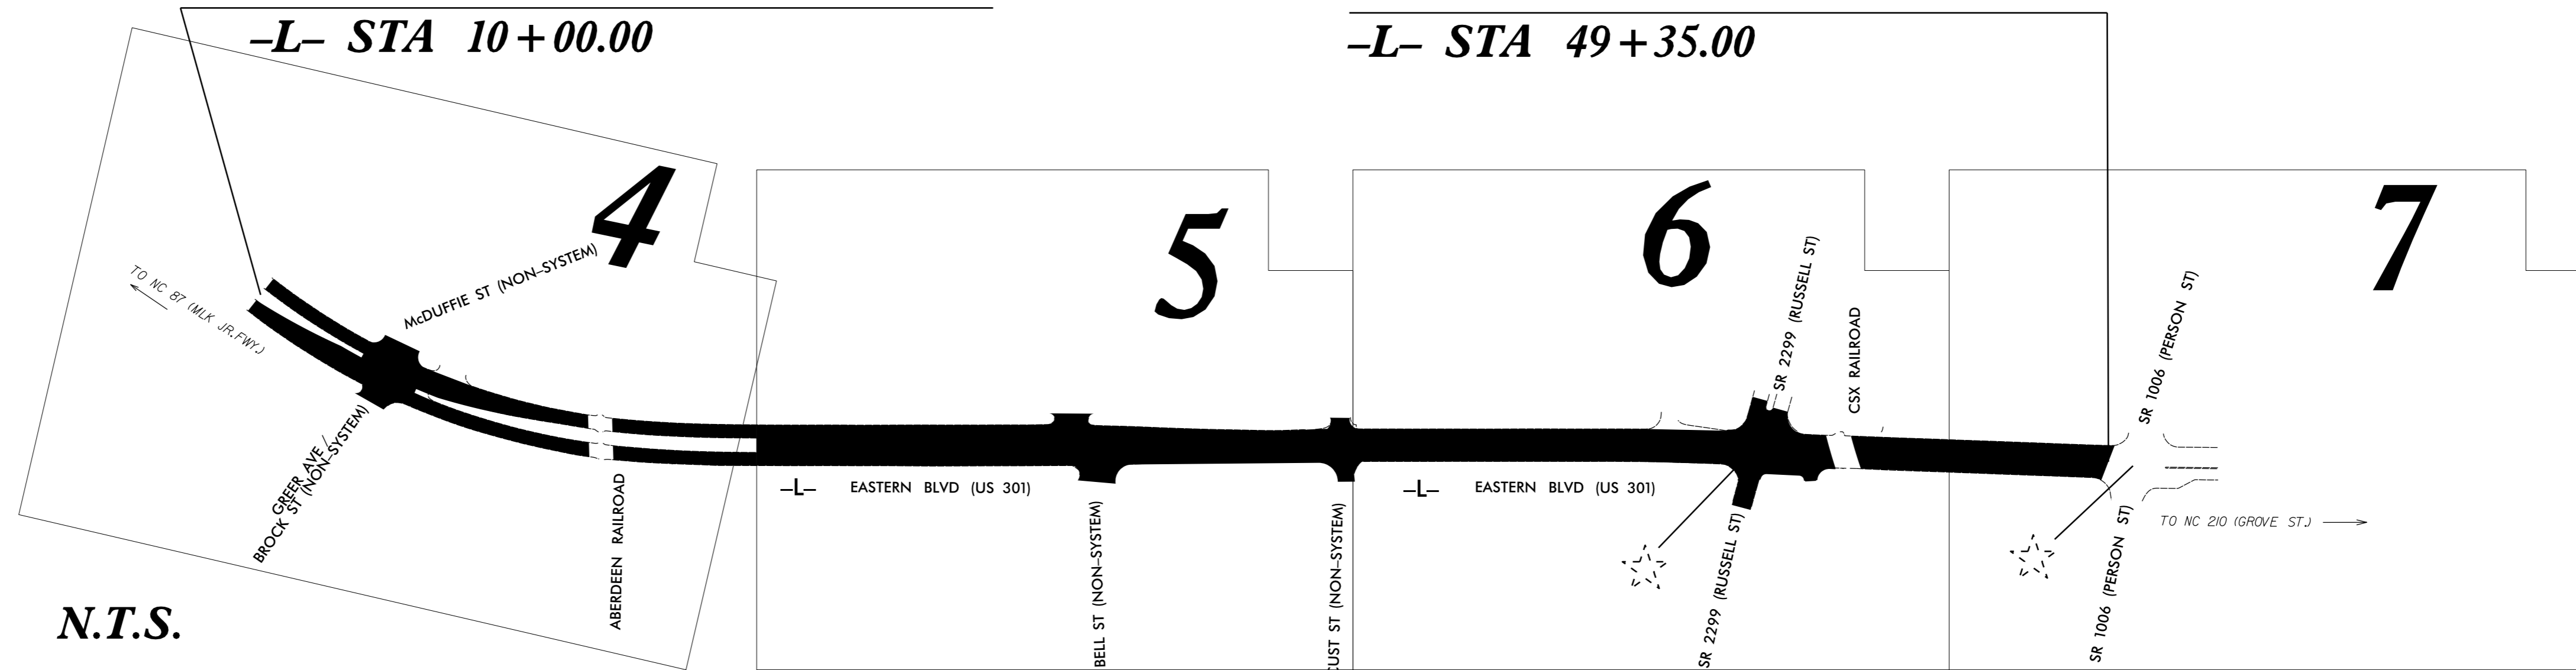 –L– STA 10+00.00
–L– STA 49+35.00
4
5
6
7
TO NC 87 (MLK JR.FWY.)
McDUFFIE ST (NON–SYSTEM)
GREER AVE /
BROCK ST (NON–SYSTEM)
ABERDEEN RAILROAD
–L– EASTERN BLVD (US 301)
BELL ST (NON–SYSTEM)
ST (NON–SYSTEM)
–L– EASTERN BLVD (US 301)
SR 2299 (RUSSELL ST)
SR 2299 (RUSSELL ST)
CSX RAILROAD
SR 1006 (PERSON ST)
SR 1006 (PERSON ST)
TO NC 210 (GROVE ST.)
N.T.S.